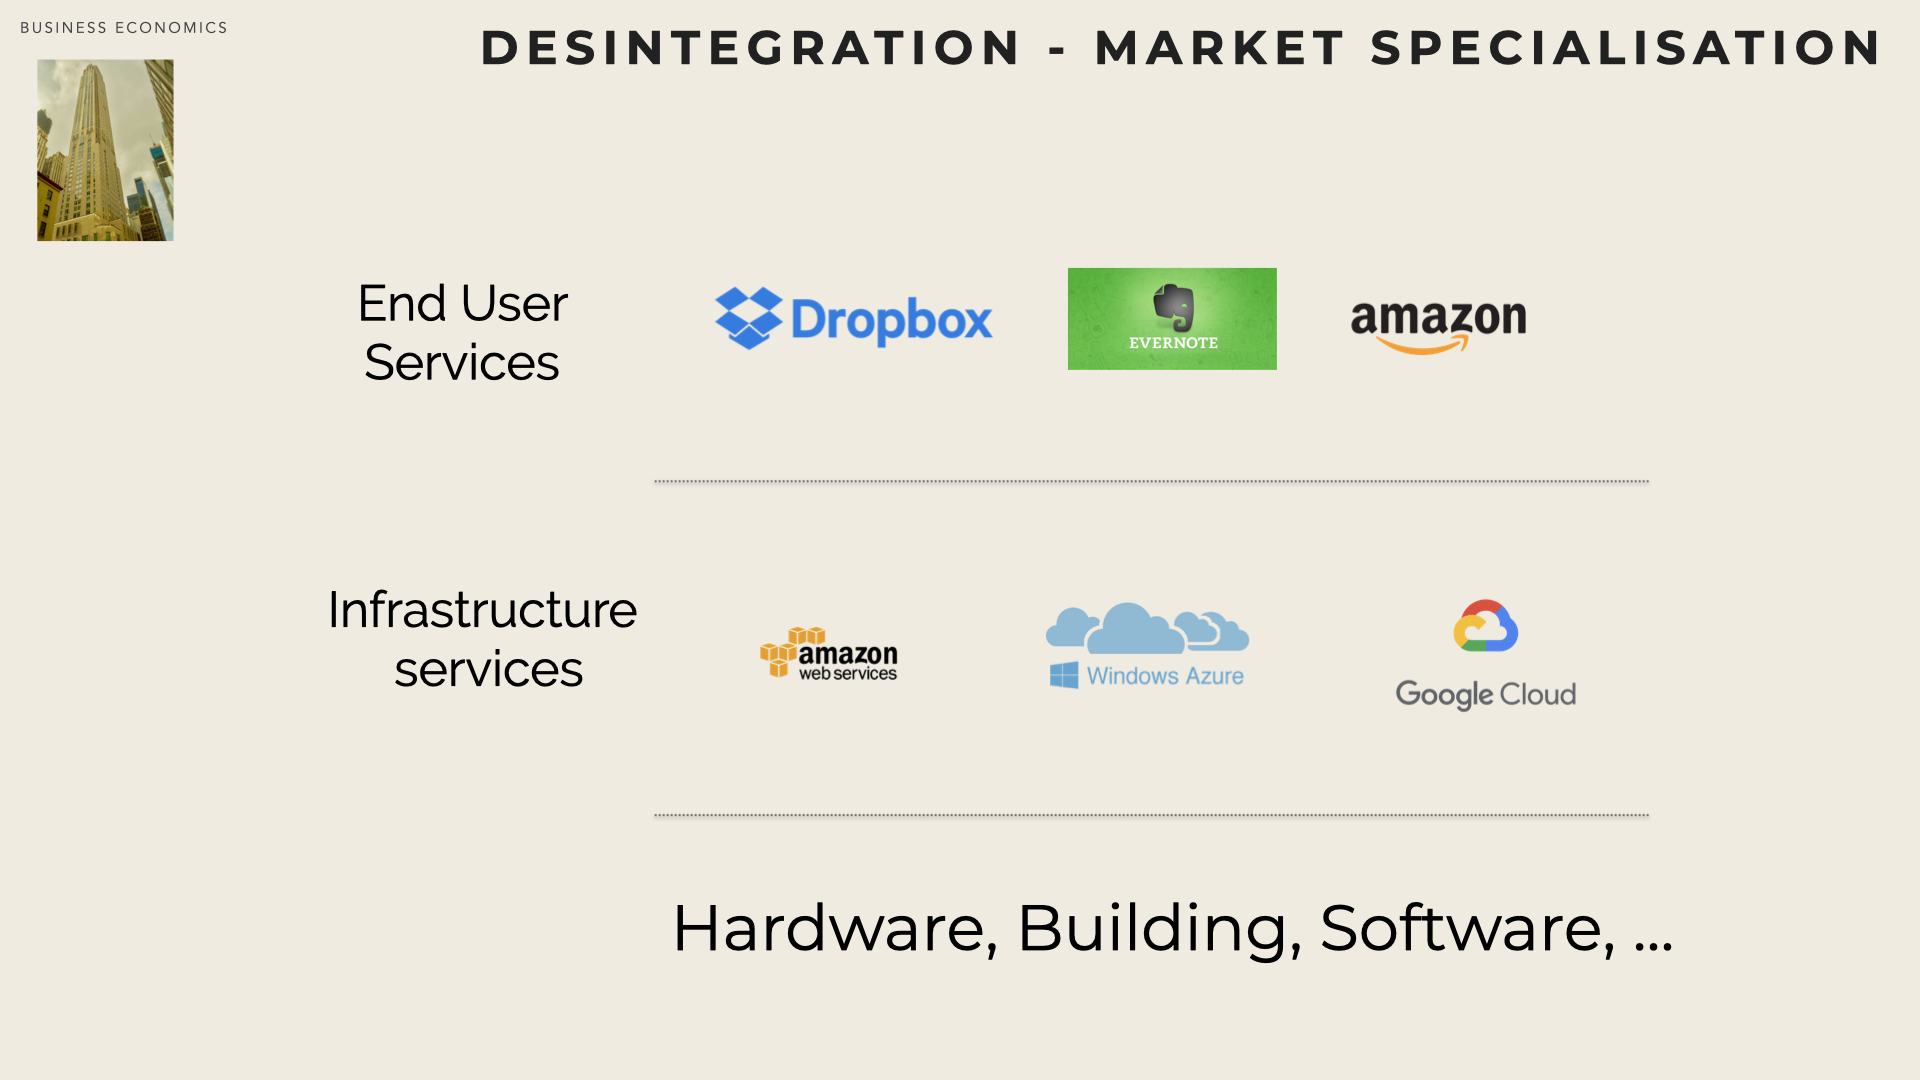 BUSINESS ECONOMICS
DESINTEGRATION - MARKET SPECIALISATION
End User
Services
Dropbox
EVERNOTE
amazon
Infrastructure
services
amazon
web services
Windows Azure
Google Cloud
Hardware, Building, Software, ...